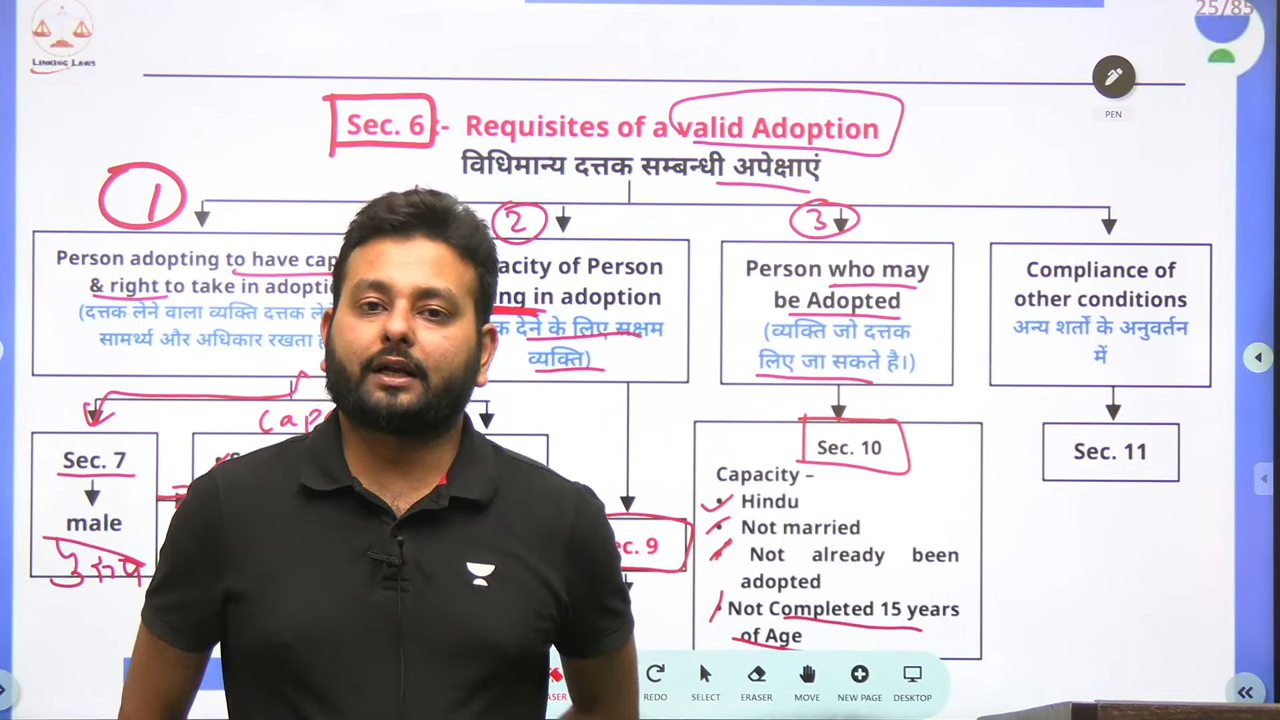 25/85
LINKING LAWS
PEN
Sec. 6 :- Requisites of a valid Adoption
विधिमान्य दत्तक सम्बन्धी अपेक्षाएं
1
2
3
Person adopting to have cap
& right to take in adopti
(दत्तक लेने वाला व्यक्ति दत्तक ले
सामर्थ्य और अधिकार रखता
acity of Person
ing in adoption
क देने के लिए सक्षम
व्यक्ति)
Person who may
be Adopted
(व्यक्ति जो दत्तक
लिए जा सकते है।)
Compliance of
other conditions
अन्य शर्तो के अनुवर्तन
में
cap
Sec. 7
male
पुरुष
ec. 9
Sec. 10
Capacity –
• Hindu
• Not married
• Not already been
adopted
• Not Completed 15 years
of Age
Sec. 11
ASER
REDO
SELECT
ERASER
MOVE
NEW PAGE
DESKTOP